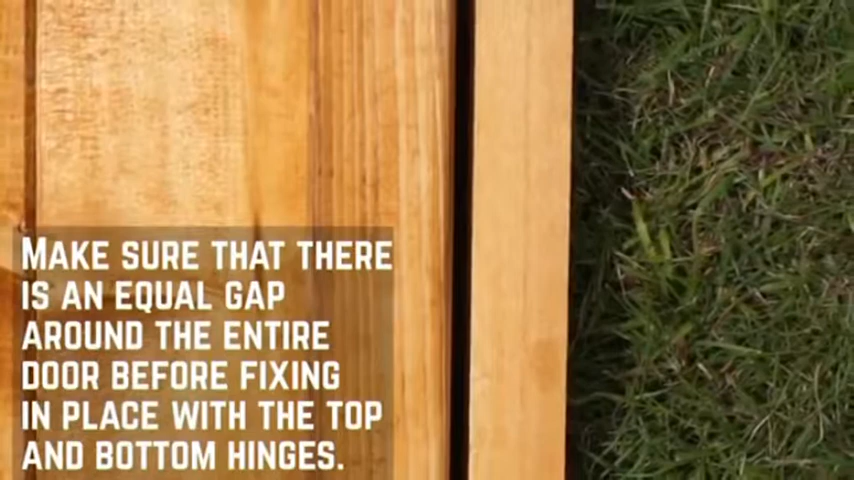 MAKE SURE THAT THERE
IS AN EQUAL GAP
AROUND THE ENTIRE
DOOR BEFORE FIXING
IN PLACE WITH THE TOP
AND BOTTOM HINGES.